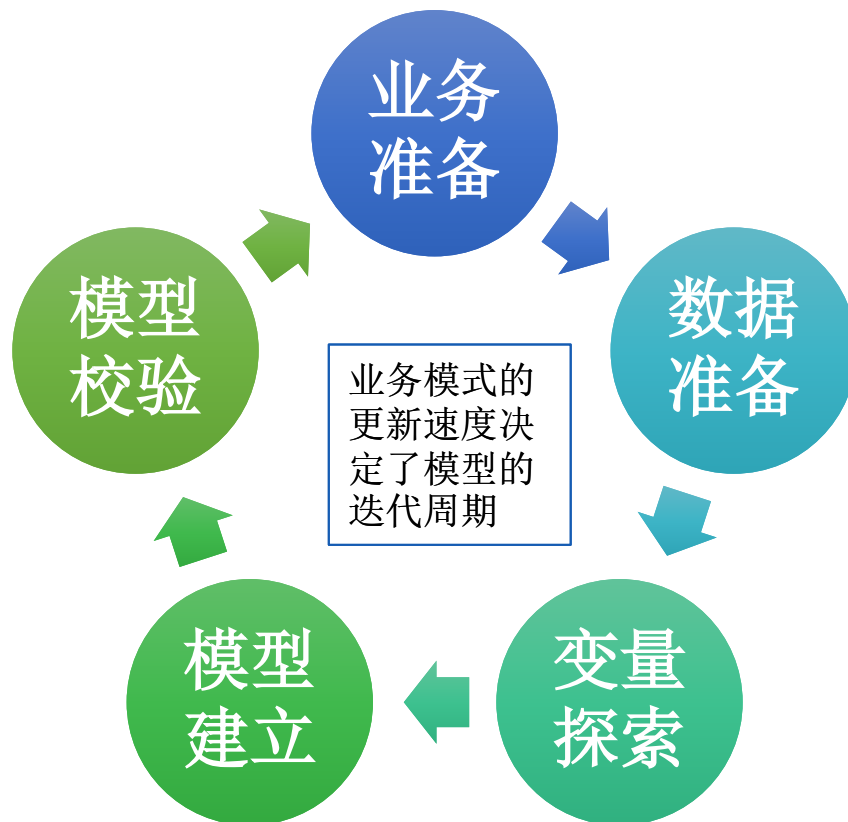 业务
准备
数据
准备
变量
探索
模型
建立
模型
校验
业务模式的
更新速度决
定了模型的
迭代周期